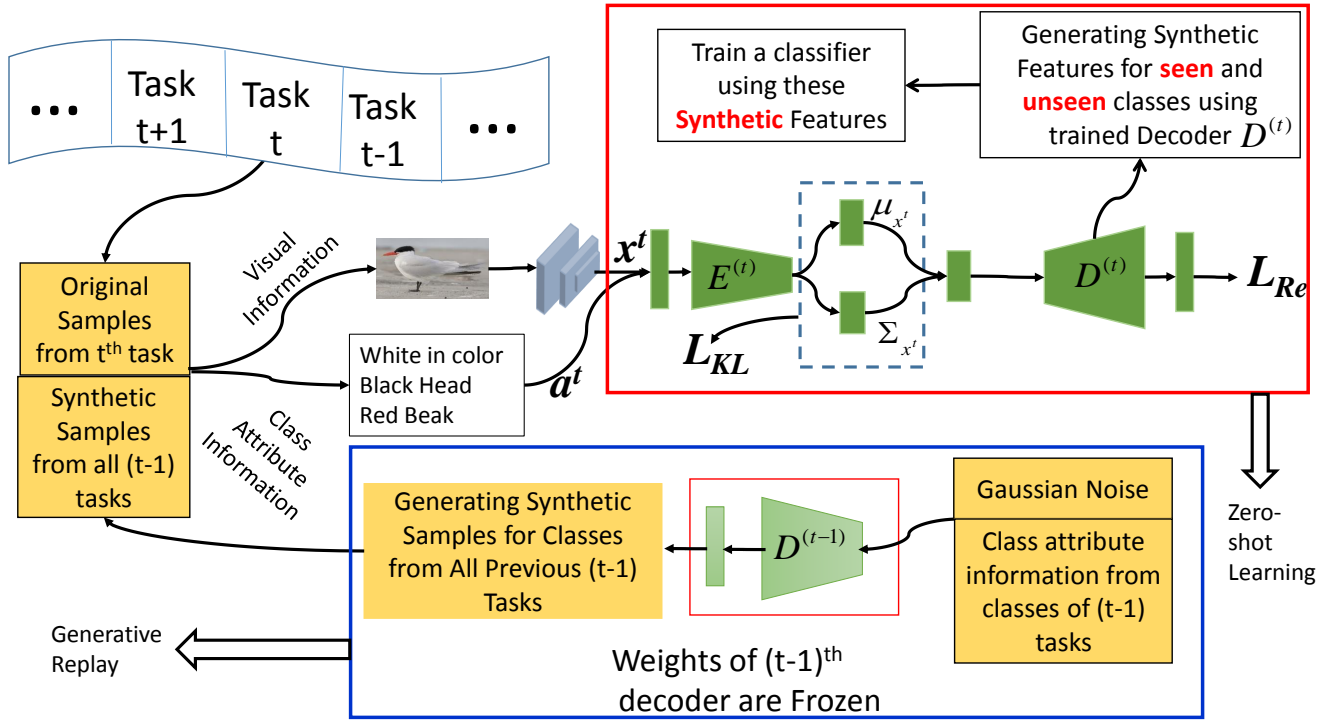 ...
Task
t+1
Task
t
Task
t-1
...
Train a classifier
using these
Synthetic Features
Generating Synthetic
Features for seen and
unseen classes using
trained Decoder D^(t)
Original
Samples
from t^th task
Synthetic
Samples
from all (t-1)
tasks
Visual
Information
Class
Attribute
Information
White in color
Black Head
Red Beak
x^t
a^t
E^(t)
μ_{x^t}
Σ_{x^t}
L_KL
D^(t)
L_Re
Zero-
shot
Learning
Generating Synthetic
Samples for Classes
from All Previous (t-1)
Tasks
D^(t−1)
Gaussian Noise
Class attribute
information from
classes of (t-1)
tasks
Weights of (t-1)^th
decoder are Frozen
Generative
Replay